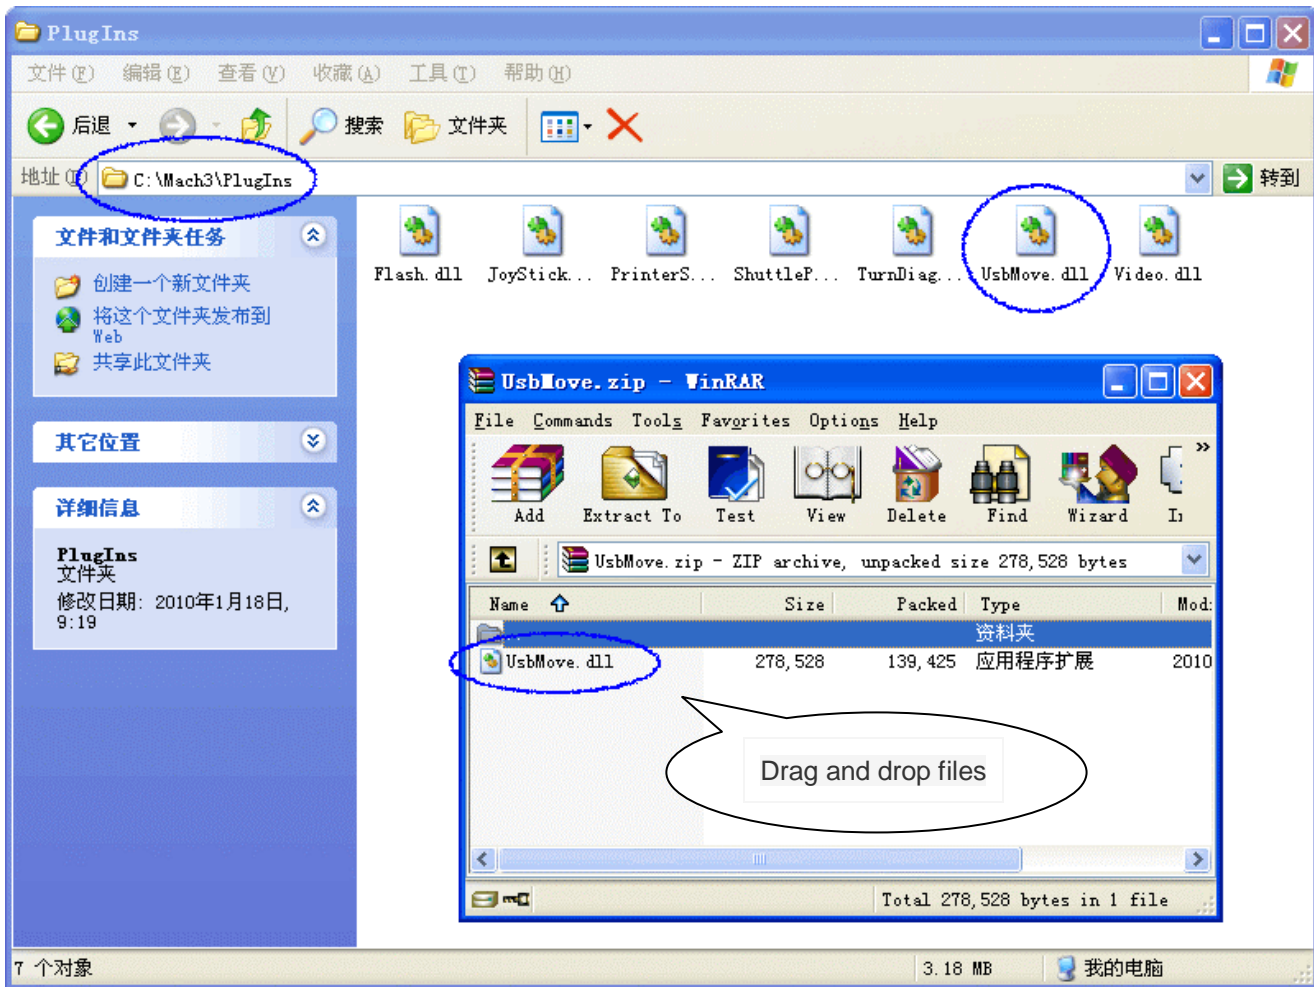 PlugIns
文件(F) 编辑(E) 查看(V) 收藏(A) 工具(T) 帮助(H)
后退 搜索 文件夹
地址(D) C:\Mach3\PlugIns 转到
文件和文件夹任务
创建一个新文件夹
将这个文件夹发布到
Web
共享此文件夹
其它位置
详细信息
PlugIns
文件夹
修改日期: 2010年1月18日,
9:19
Flash.dll JoyStick... PrinterS... ShuttleP... TurnDiag... UsbMove.dll Video.dll
UsbMove.zip - WinRAR
File Commands Tools Favorites Options Help
Add Extract To Test View Delete Find Wizard
UsbMove.zip - ZIP archive, unpacked size 278,528 bytes
Name Size Packed Type Mod:
.. 资料夹
UsbMove.dll 278,528 139,425 应用程序扩展 2010
Drag and drop files
Total 278,528 bytes in 1 file
7 个对象 3.18 MB 我的电脑